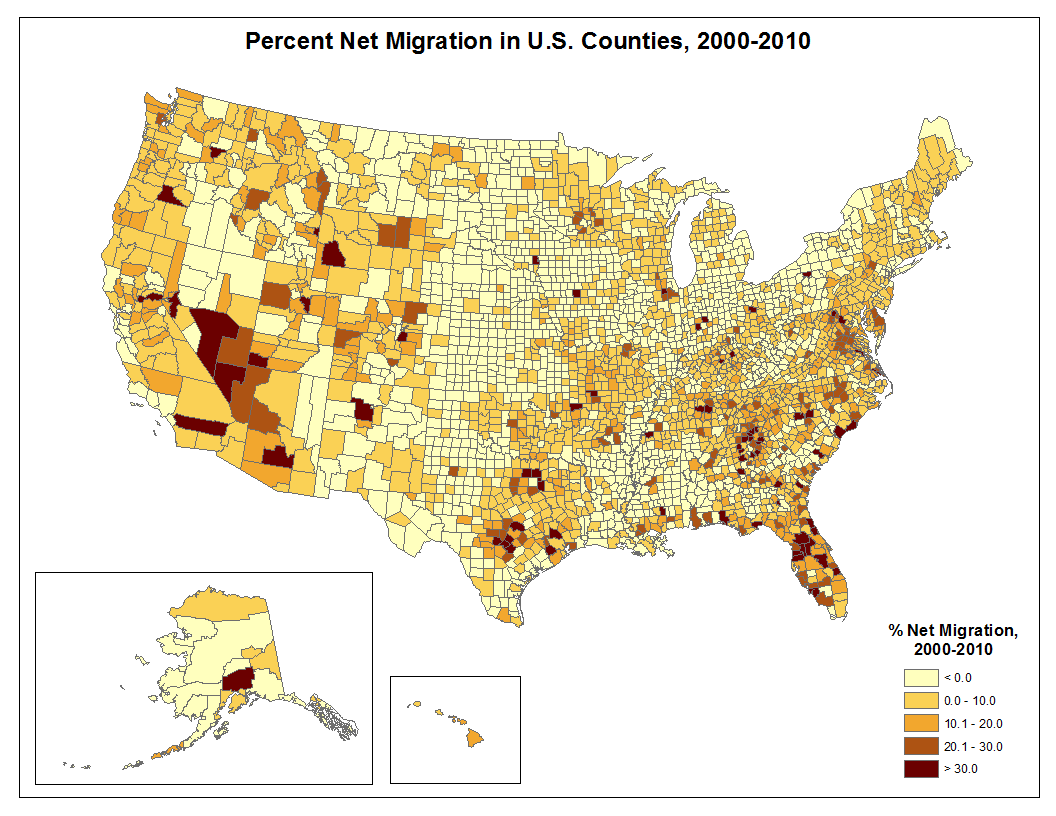 Percent Net Migration in U.S. Counties, 2000-2010
% Net Migration,
2000-2010
< 0.0
0.0 - 10.0
10.1 - 20.0
20.1 - 30.0
> 30.0